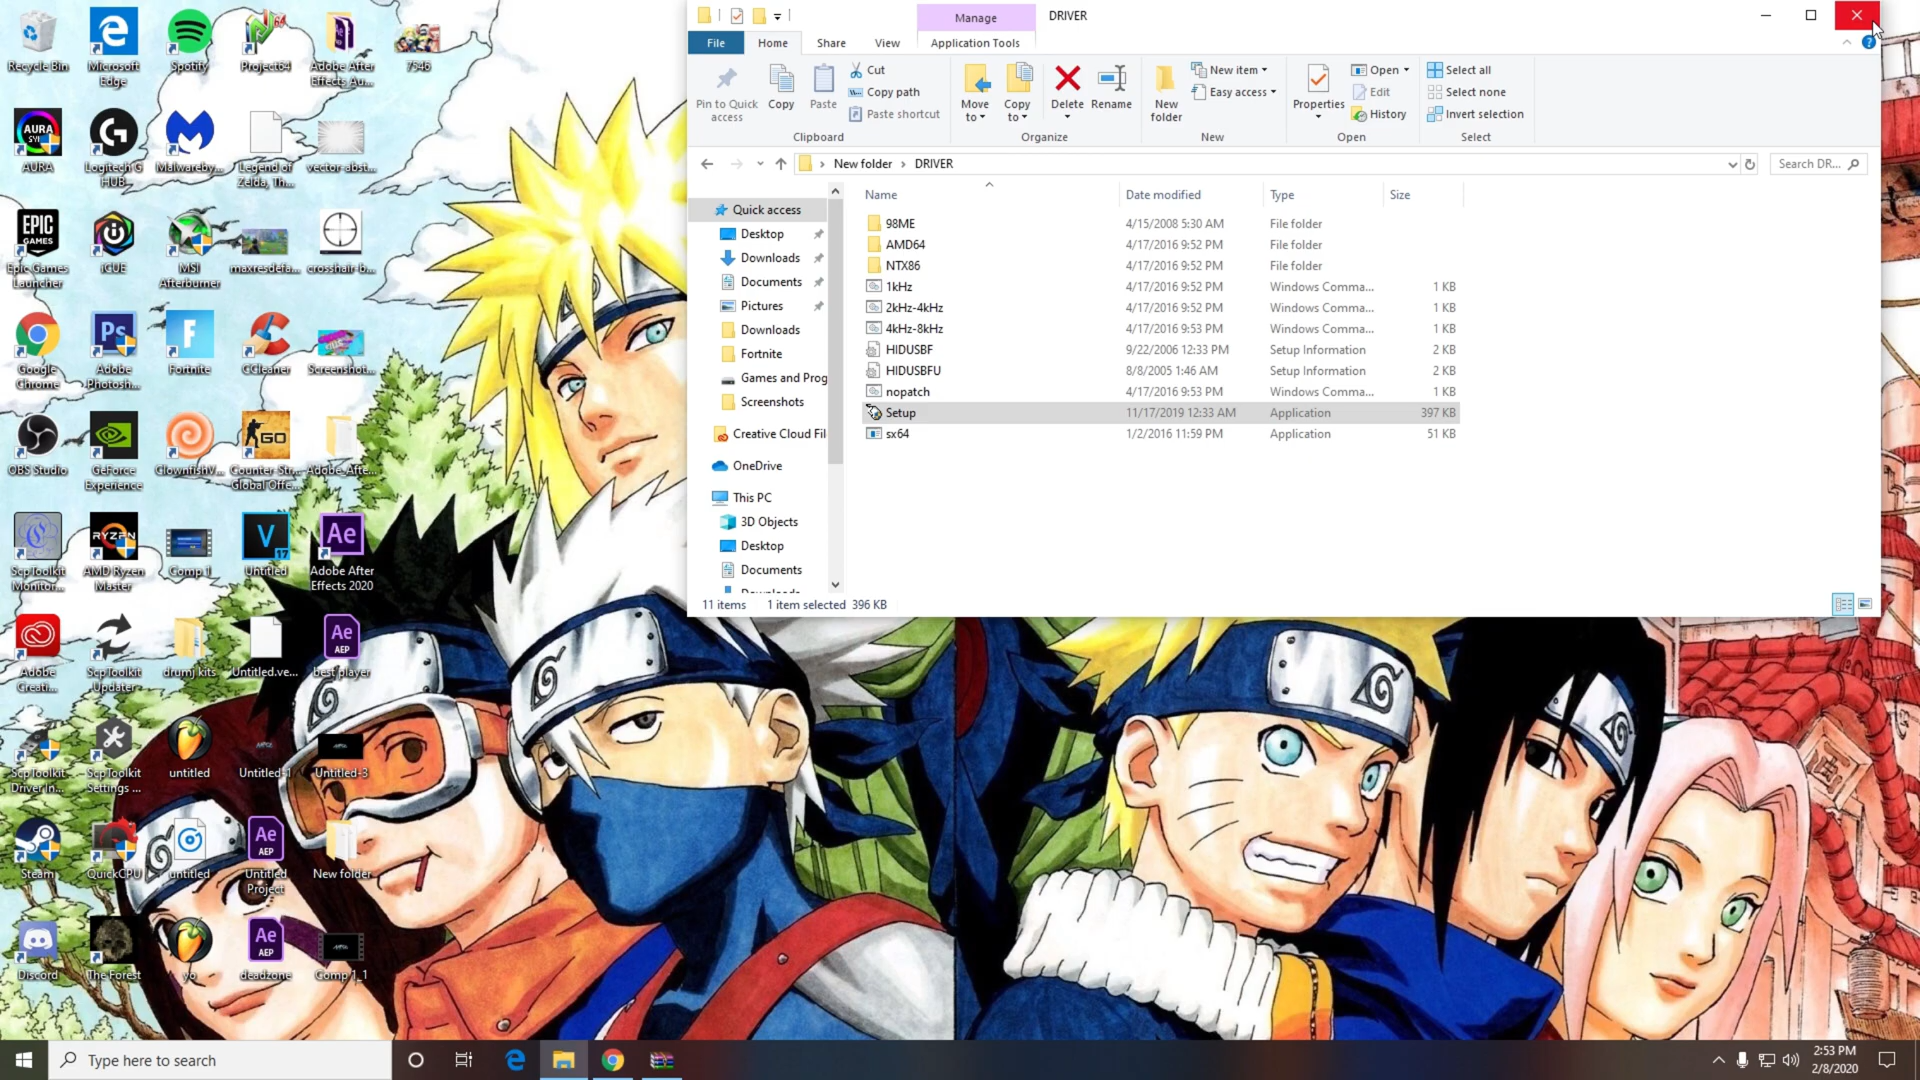 Manage
DRIVER
File
Home
Share
View
Application Tools
Pin to Quick access
Copy
Paste
Cut
Copy path
Paste shortcut
Clipboard
Move to
Copy to
Delete
Rename
Organize
New folder
New item
Easy access
New
Properties
Open
Edit
History
Open
Select all
Select none
Invert selection
Select
New folder
DRIVER
Search DR...
Name
Date modified
Type
Size
98ME 4/15/2008 5:30 AM File folder
AMD64 4/17/2016 9:52 PM File folder
NTX86 4/17/2016 9:52 PM File folder
1kHz 4/17/2016 9:52 PM Windows Comma... 1 KB
2kHz-4kHz 4/17/2016 9:52 PM Windows Comma... 1 KB
4kHz-8kHz 4/17/2016 9:53 PM Windows Comma... 1 KB
HIDUSBF 9/22/2006 12:33 PM Setup Information 2 KB
HIDUSBFU 8/8/2005 1:46 AM Setup Information 2 KB
nopatch 4/17/2016 9:53 PM Windows Comma... 1 KB
Setup 11/17/2019 12:33 AM Application 397 KB
sx64 1/2/2016 11:59 PM Application 51 KB
Quick access
Desktop
Downloads
Documents
Pictures
Downloads
Fortnite
Games and Prog
Screenshots
Creative Cloud Fil
OneDrive
This PC
3D Objects
Desktop
Documents
11 items 1 item selected 396 KB
Recycle Bin
Microsoft Edge
Spotify
Project64
Adobe After Effects Au...
7546
AURA
Logitech G HUB
Malwareby...
Legend of Zelda, Th...
vector-abst...
Epic Games Launcher
iCUE
MSI Afterburner
maxresdefa...
crosshair-b...
Google Chrome
Adobe Photosh...
Fortnite
CCleaner
Screenshot...
OBS Studio
GeForce Experience
ClownfishV...
Counter-Str... Global Offe...
Adobe_Afte...
ScpToolkit Monitor...
AMD Ryzen Master
Comp 1
Untitled
Adobe After Effects 2020
Adobe Creati...
ScpToolkit Updater
drumj kits
Untitled.ve...
best player
ScpToolkit Driver In...
ScpToolkit Settings ...
untitled
Untitled-1
Untitled-3
Steam
QuickCPU
untitled
Untitled Project
New folder
Discord
The Forest
yo
deadzone
Comp 1_1
Type here to search
2:53 PM
2/8/2020